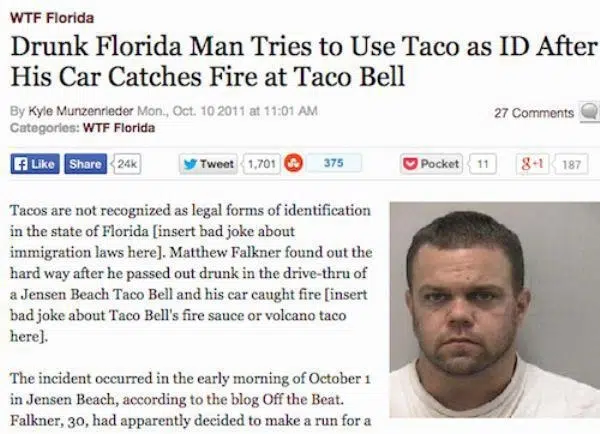 WTF Florida
Drunk Florida Man Tries to Use Taco as ID After
His Car Catches Fire at Taco Bell
By Kyle Munzenrieder Mon., Oct. 10 2011 at 11:01 AM
27 Comments
Categories: WTF Florida
Like Share 24k Tweet 1,701 375 Pocket 11 g+1 187
Tacos are not recognized as legal forms of identification
in the state of Florida [insert bad joke about
immigration laws here]. Matthew Falkner found out the
hard way after he passed out drunk in the drive-thru of
a Jensen Beach Taco Bell and his car caught fire [insert
bad joke about Taco Bell's fire sauce or volcano taco
here].
The incident occurred in the early morning of October 1
in Jensen Beach, according to the blog Off the Beat.
Falkner, 30, had apparently decided to make a run for a